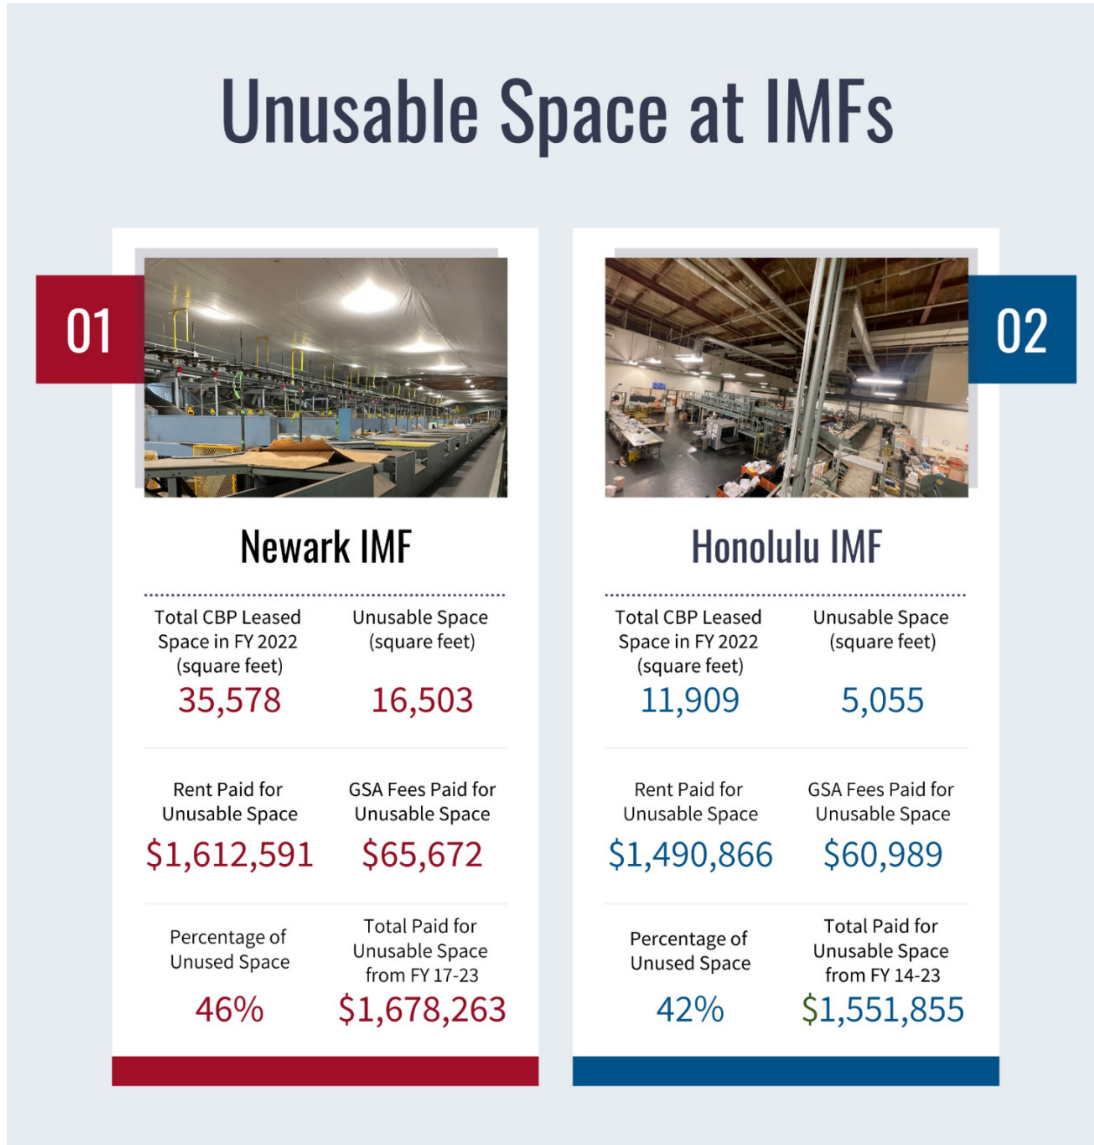 Unusable Space at IMFs
01
Newark IMF
Total CBP Leased
Space in FY 2022
(square feet)
35,578
Unusable Space
(square feet)
16,503
Rent Paid for
Unusable Space
$1,612,591
GSA Fees Paid for
Unusable Space
$65,672
Percentage of
Unused Space
46%
Total Paid for
Unusable Space
from FY 17-23
$1,678,263
02
Honolulu IMF
Total CBP Leased
Space in FY 2022
(square feet)
11,909
Unusable Space
(square feet)
5,055
Rent Paid for
Unusable Space
$1,490,866
GSA Fees Paid for
Unusable Space
$60,989
Percentage of
Unused Space
42%
Total Paid for
Unusable Space
from FY 14-23
$1,551,855